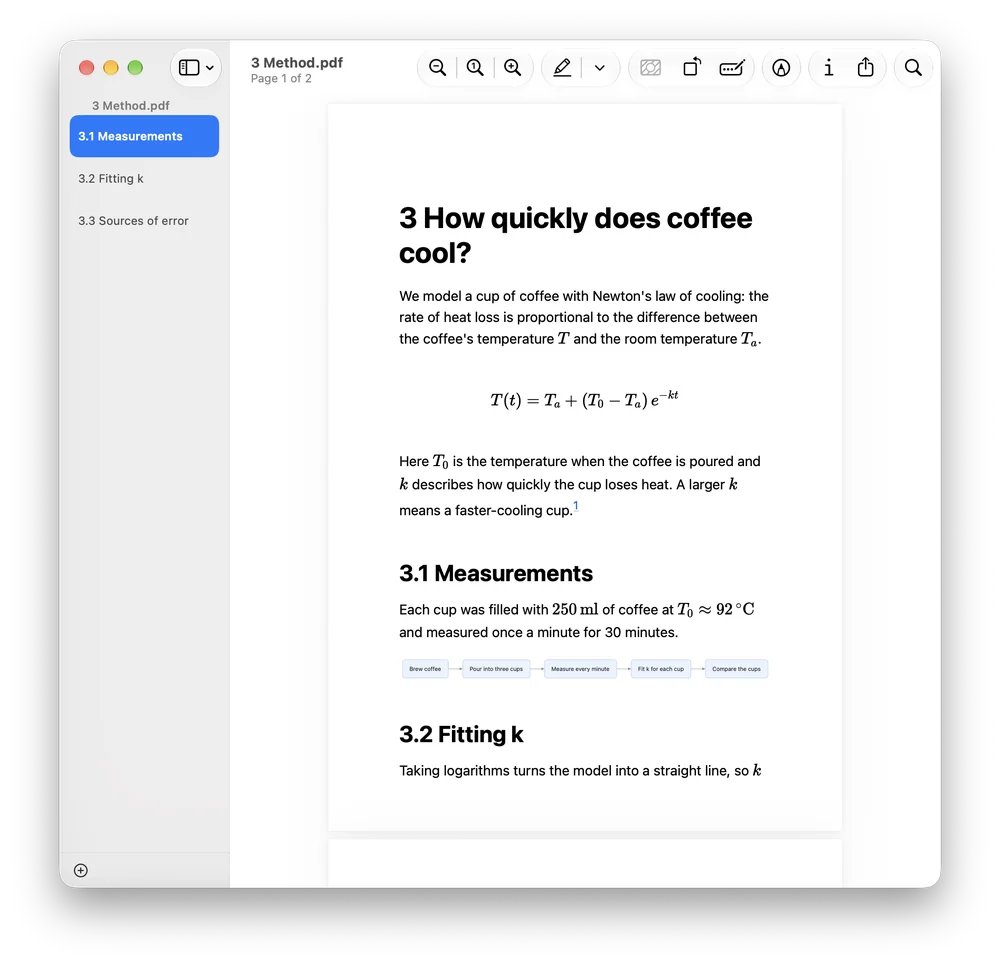 3 Method.pdf
Page 1 of 2
3 Method.pdf
3.1 Measurements
3.2 Fitting k
3.3 Sources of error
3 How quickly does coffee
cool?
We model a cup of coffee with Newton's law of cooling: the
rate of heat loss is proportional to the difference between
the coffee's temperature T and the room temperature Tₐ.
T(t) = Tₐ + (T₀ − Tₐ) e⁻ᵏᵗ
Here T₀ is the temperature when the coffee is poured and
k describes how quickly the cup loses heat. A larger k
means a faster-cooling cup.¹
3.1 Measurements
Each cup was filled with 250 ml of coffee at T₀ ≈ 92 °C
and measured once a minute for 30 minutes.
Brew coffee
Pour into three cups
Measure every minute
Fit k for each cup
Compare the cups
3.2 Fitting k
Taking logarithms turns the model into a straight line, so k